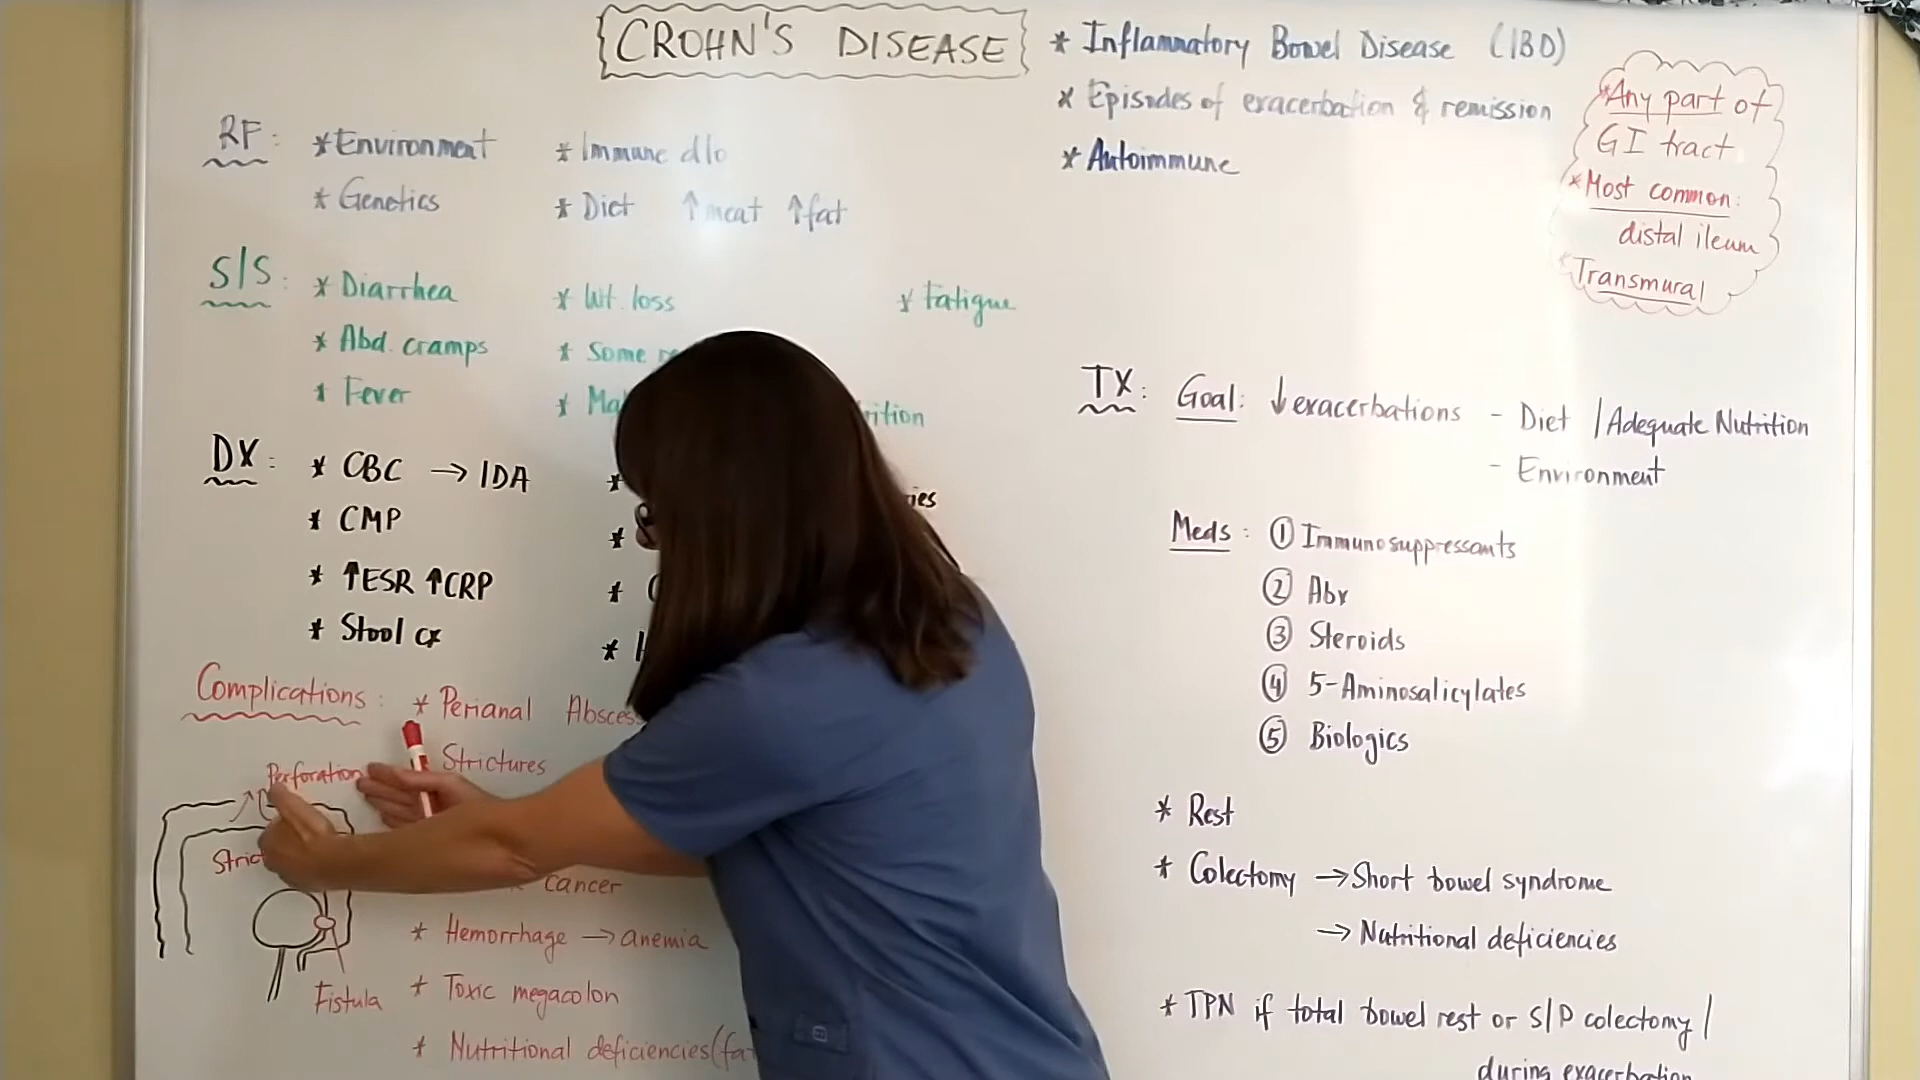 CROHN'S DISEASE
* Inflammatory Bowel Disease (IBD)
* Episodes of exacerbation & remission
* Autoimmune
*Any part of
GI tract
*Most common:
distal ileum
*Transmural
RF: *Environment * Immune d/o
* Genetics * Diet ↑meat ↑fat
S/S: * Diarrhea * Wt. loss * Fatigue
* Abd. cramps * Some
* Fever *
DX: * CBC → IDA *
* CMP *
* ↑ESR ↑CRP *
* Stool cx *
Complications: * Perianal Abscess
Strictures
Cancer
* Hemorrhage → anemia
* Toxic megacolon
* Nutritional deficiencies (fa
Perforation
Fistula
TX: Goal: ↓exacerbations - Diet / Adequate Nutrition
- Environment
Meds: ① Immunosuppressants
② Abx
③ Steroids
④ 5-Aminosalicylates
⑤ Biologics
* Rest
* Colectomy → Short bowel syndrome
→ Nutritional deficiencies
* TPN if total bowel rest or S/P colectomy /
during exacerbation